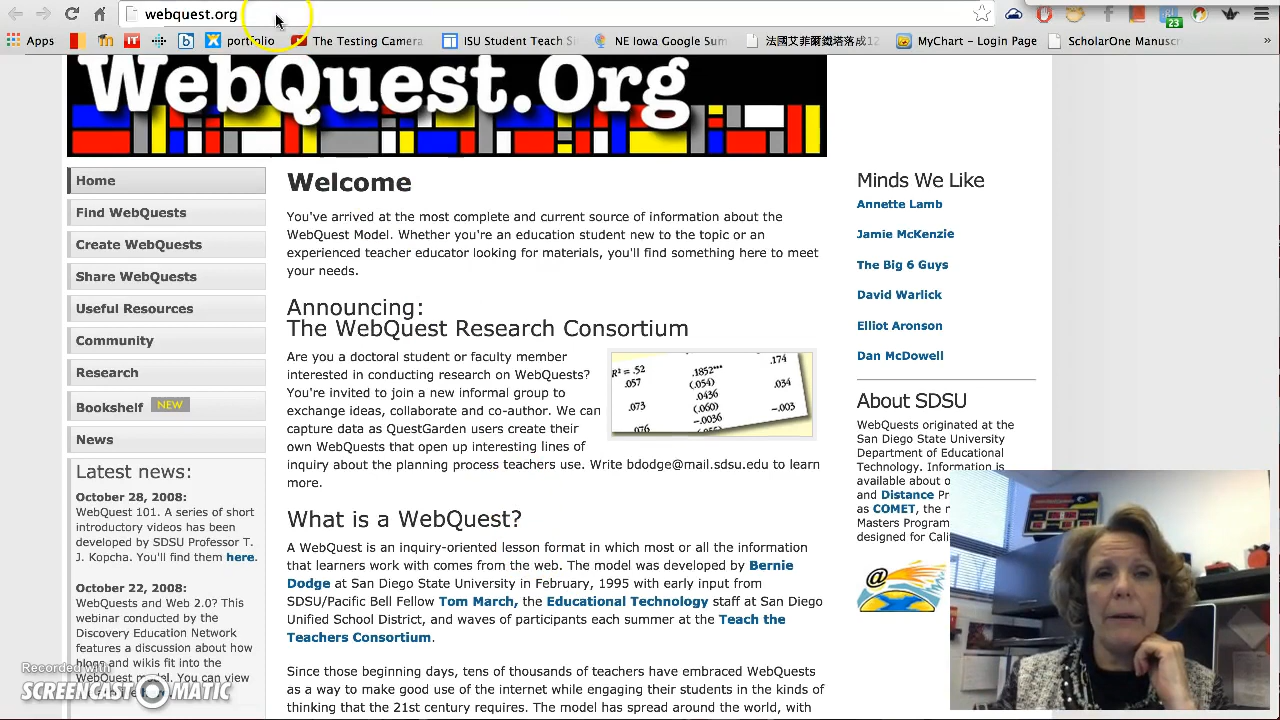 webquest.org
23
Apps
portfolio
The Testing Camera
ISU Student Teach Si
NE Iowa Google Sum
法國艾菲爾鐵塔落成12
MyChart - Login Page
ScholarOne Manuscr
»
WebQuest.Org
Home
Find WebQuests
Create WebQuests
Share WebQuests
Useful Resources
Community
Research
Bookshelf NEW
News
Latest news:
October 28, 2008:
WebQuest 101. A series of short
introductory videos has been
developed by SDSU Professor T.
J. Kopcha. You'll find them here.
October 22, 2008:
WebQuests and Web 2.0? This
webinar conducted by the
Discovery Education Network
features a discussion about how
blogs and wikis fit into the
WebQuest model. You can view
Recorded with
SCREENCAST MATIC
Welcome
You've arrived at the most complete and current source of information about the
WebQuest Model. Whether you're an education student new to the topic or an
experienced teacher educator looking for materials, you'll find something here to meet
your needs.
Announcing:
The WebQuest Research Consortium
Are you a doctoral student or faculty member
interested in conducting research on WebQuests?
You're invited to join a new informal group to
exchange ideas, collaborate and co-author. We can
capture data as QuestGarden users create their
own WebQuests that open up interesting lines of
inquiry about the planning process teachers use. Write bdodge@mail.sdsu.edu to learn
more.
R² = .52 .1852*** .174
.057 (.054) .034
.0436
.073 (.060) -.003
-.0036
.076
What is a WebQuest?
A WebQuest is an inquiry-oriented lesson format in which most or all the information
that learners work with comes from the web. The model was developed by Bernie
Dodge at San Diego State University in February, 1995 with early input from
SDSU/Pacific Bell Fellow Tom March, the Educational Technology staff at San Diego
Unified School District, and waves of participants each summer at the Teach the
Teachers Consortium.
Since those beginning days, tens of thousands of teachers have embraced WebQuests
as a way to make good use of the internet while engaging their students in the kinds of
thinking that the 21st century requires. The model has spread around the world, with
Minds We Like
Annette Lamb
Jamie McKenzie
The Big 6 Guys
David Warlick
Elliot Aronson
Dan McDowell
About SDSU
WebQuests originated at the
San Diego State University
Department of Educational
Technology. Information is
available about o
and Distance Pr
as COMET, the n
Masters Program
designed for Cali
@